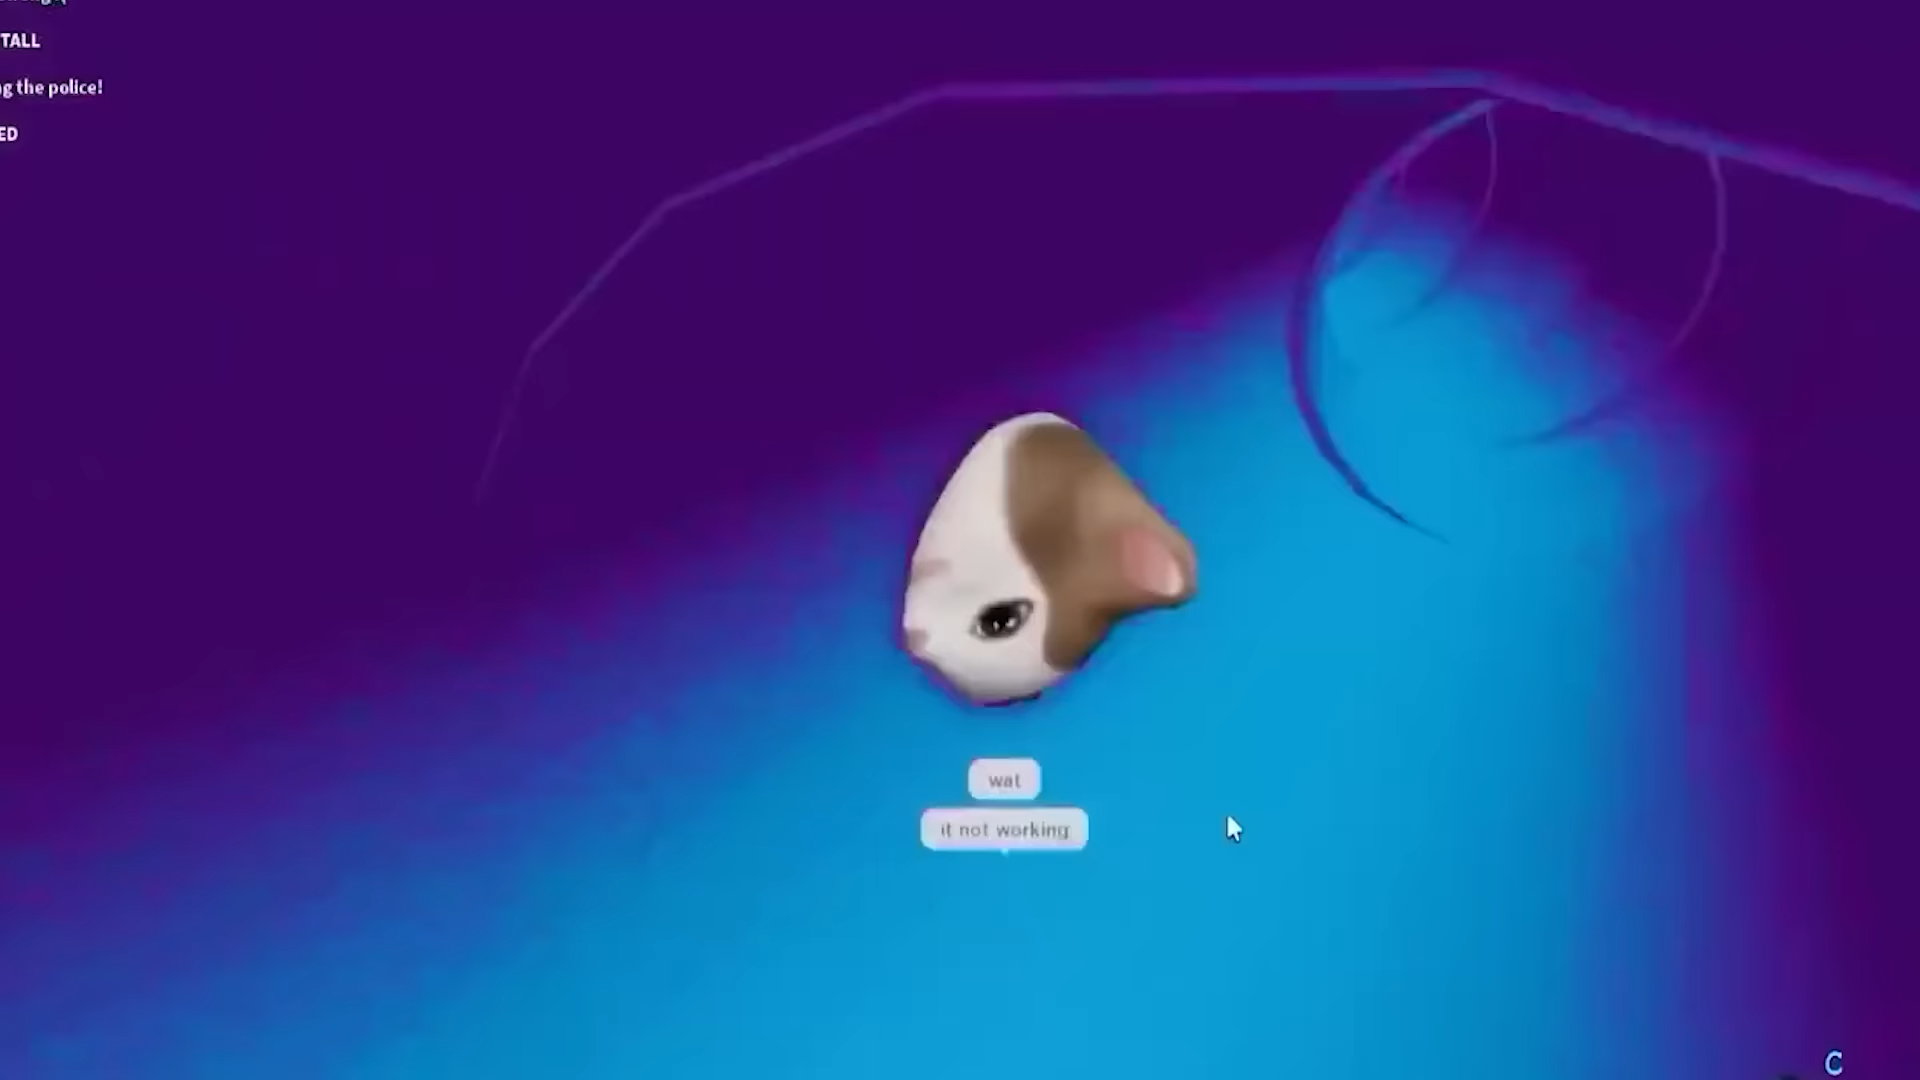 TALL
g the police!
ED
wat
it not working
C